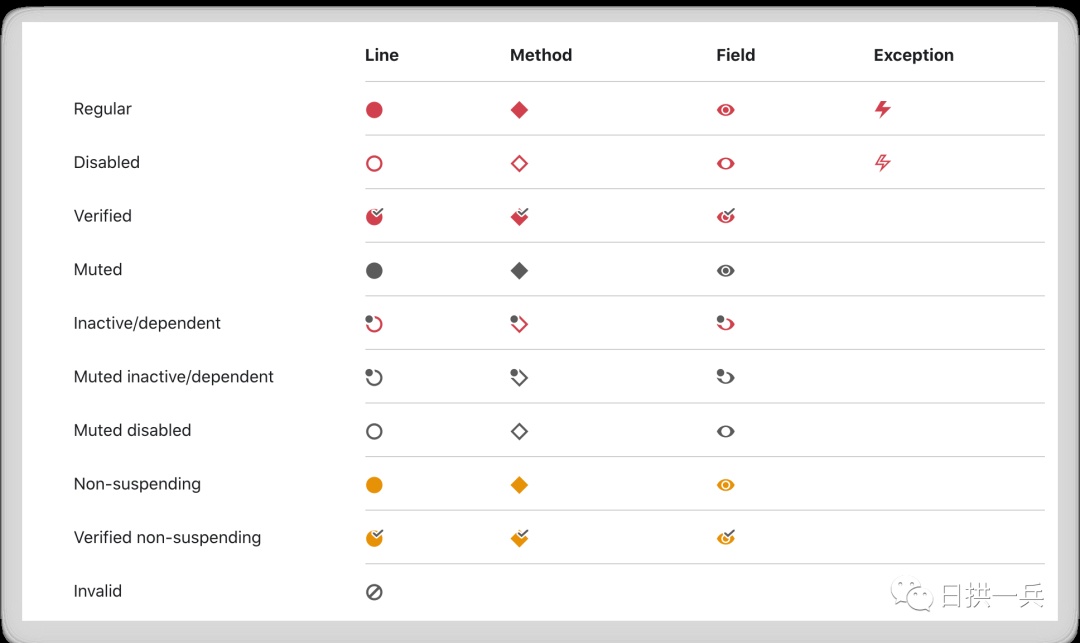 Line Method Field Exception
Regular
Disabled
Verified
Muted
Inactive/dependent
Muted inactive/dependent
Muted disabled
Non-suspending
Verified non-suspending
Invalid
日拱一兵